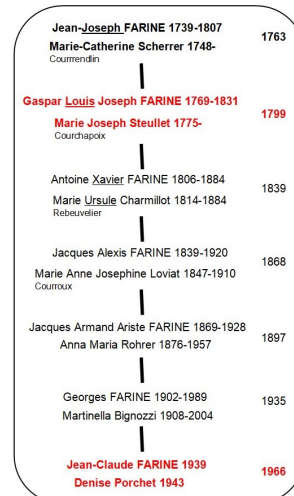 Jean-Joseph FARINE 1739-1807
1763
Marie-Catherine Scherrer 1748-
Courrrendlin
Gaspar Louis Joseph FARINE 1769-1831
1799
Marie Joseph Steullet 1775-
Courchapoix
Antoine Xavier FARINE 1806-1884
1839
Marie Ursule Charmillot 1814-1884
Rebeuvelier
Jacques Alexis FARINE 1839-1920
1868
Marie Anne Josephine Loviat 1847-1910
Courroux
Jacques Armand Ariste FARINE 1869-1928
1897
Anna Maria Rohrer 1876-1957
Georges FARINE 1902-1989
1935
Martinella Bignozzi 1908-2004
Jean-Claude FARINE 1939
1966
Denise Porchet 1943